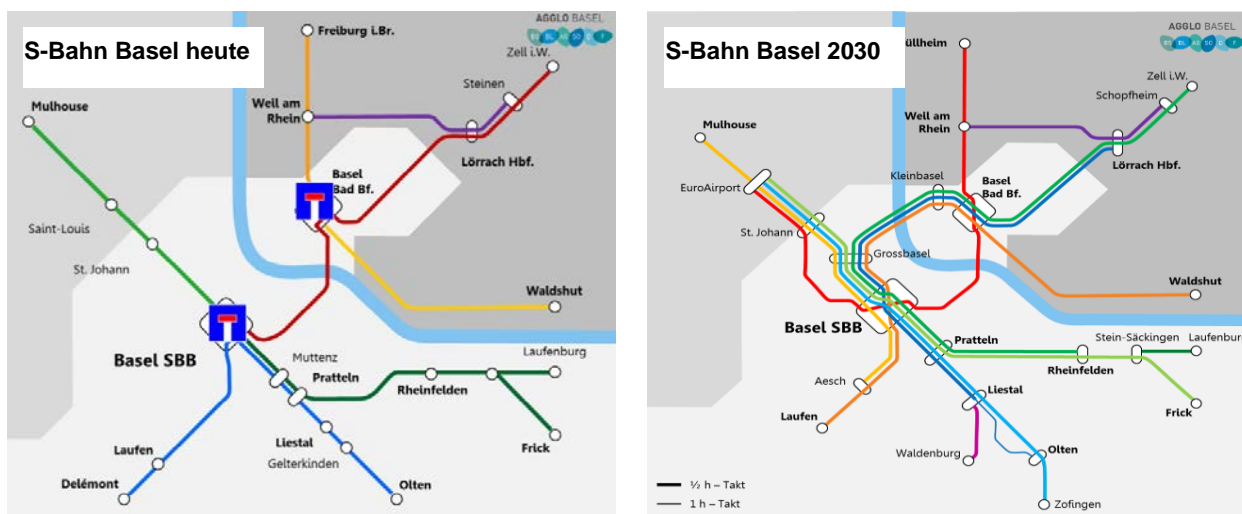 S-Bahn Basel heute
AGGLO BASEL
Freiburg i.Br.
Zell i.W.
Steinen
Mulhouse
Weil am
Rhein
Lörrach Hbf.
Basel
Bad Bf.
Saint-Louis
St. Johann
Waldshut
Basel SBB
Muttenz
Pratteln
Laufenburg
Rheinfelden
Laufen
Liestal
Gelterkinden
Frick
Delémont
Olten
S-Bahn Basel 2030
AGGLO BASEL
üllheim
Zell i.W.
Schopfheim
Mulhouse
Weil am
Rhein
Lörrach Hbf.
Kleinbasel
EuroAirport
Basel
Bad Bf.
St. Johann
Grossbasel
Waldshut
Basel SBB
Pratteln
Stein-Säckingen
Laufenburg
Rheinfelden
Aesch
Liestal
Laufen
Frick
Waldenburg
Olten
½ h – Takt
1 h – Takt
Zofingen